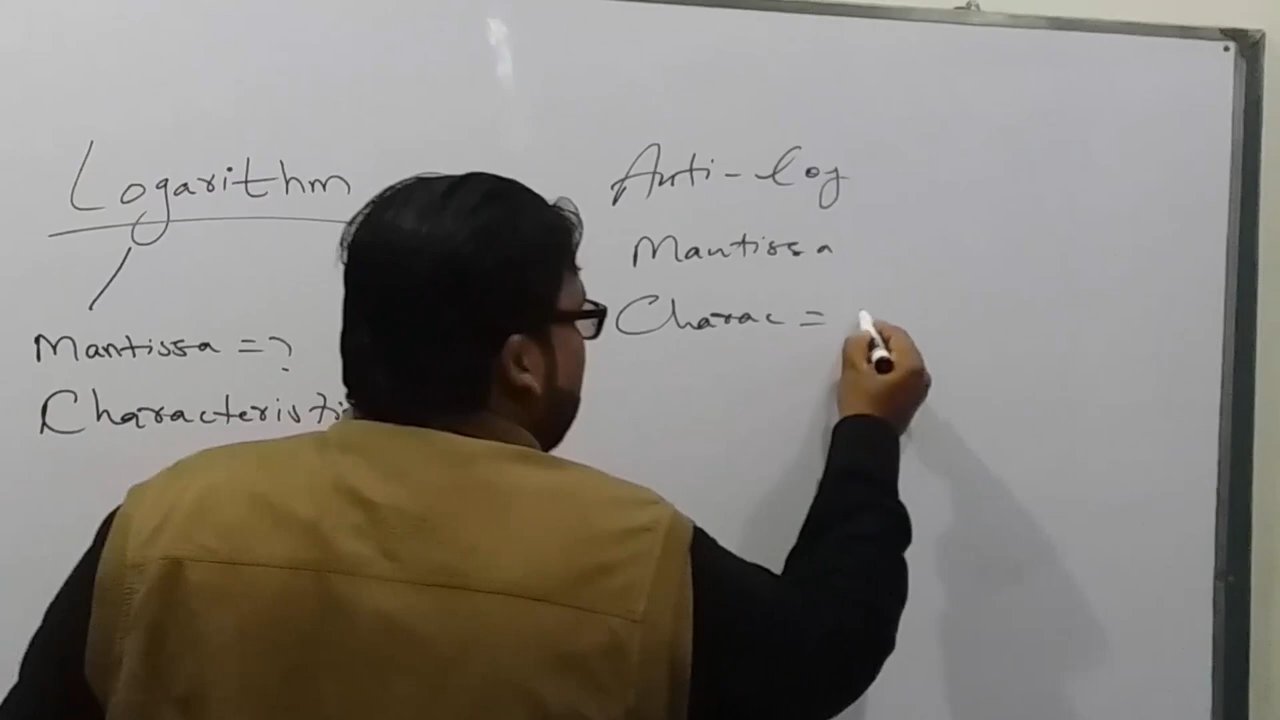 Logarithm
Mantissa = ?
Characteristi
Anti-log
Mantissa
Charac =